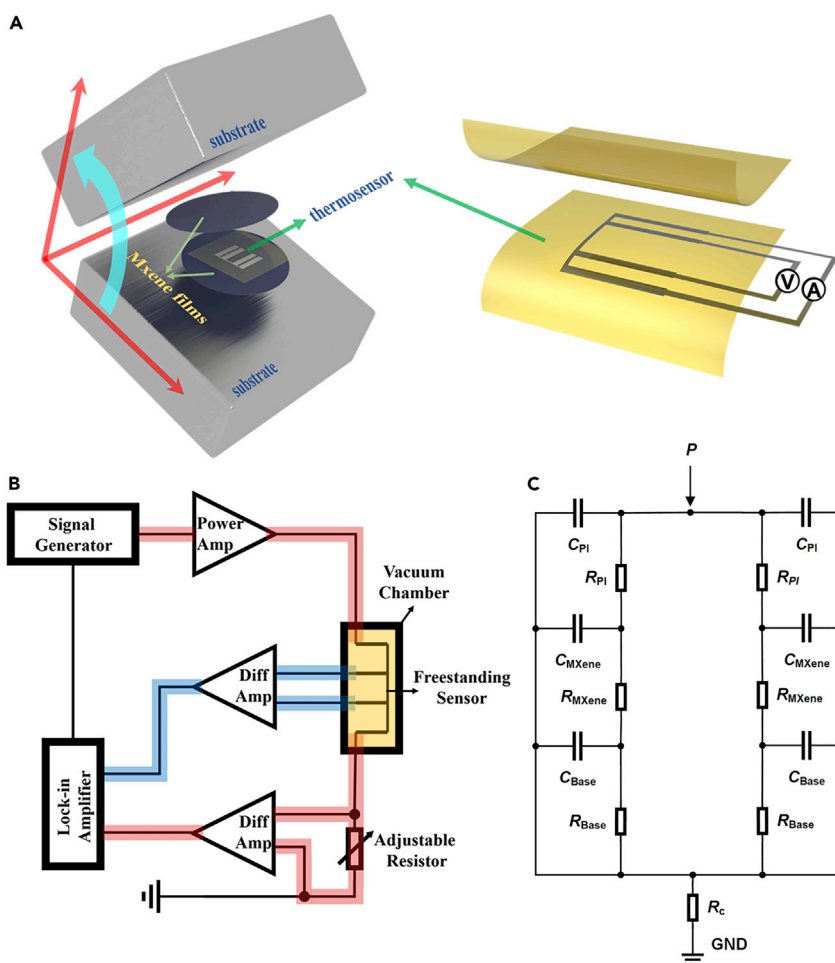 A
substrate
thermosensor
Mxene films
substrate
V
A
B
Signal
Generator
Power
Amp
Vacuum
Chamber
Diff
Amp
Freestanding
Sensor
Lock-in
Amplifier
Diff
Amp
Adjustable
Resistor
C
P
CPI
CPI
RPI
RPI
CMXene
CMXene
RMXene
RMXene
CBase
CBase
RBase
RBase
Rc
GND